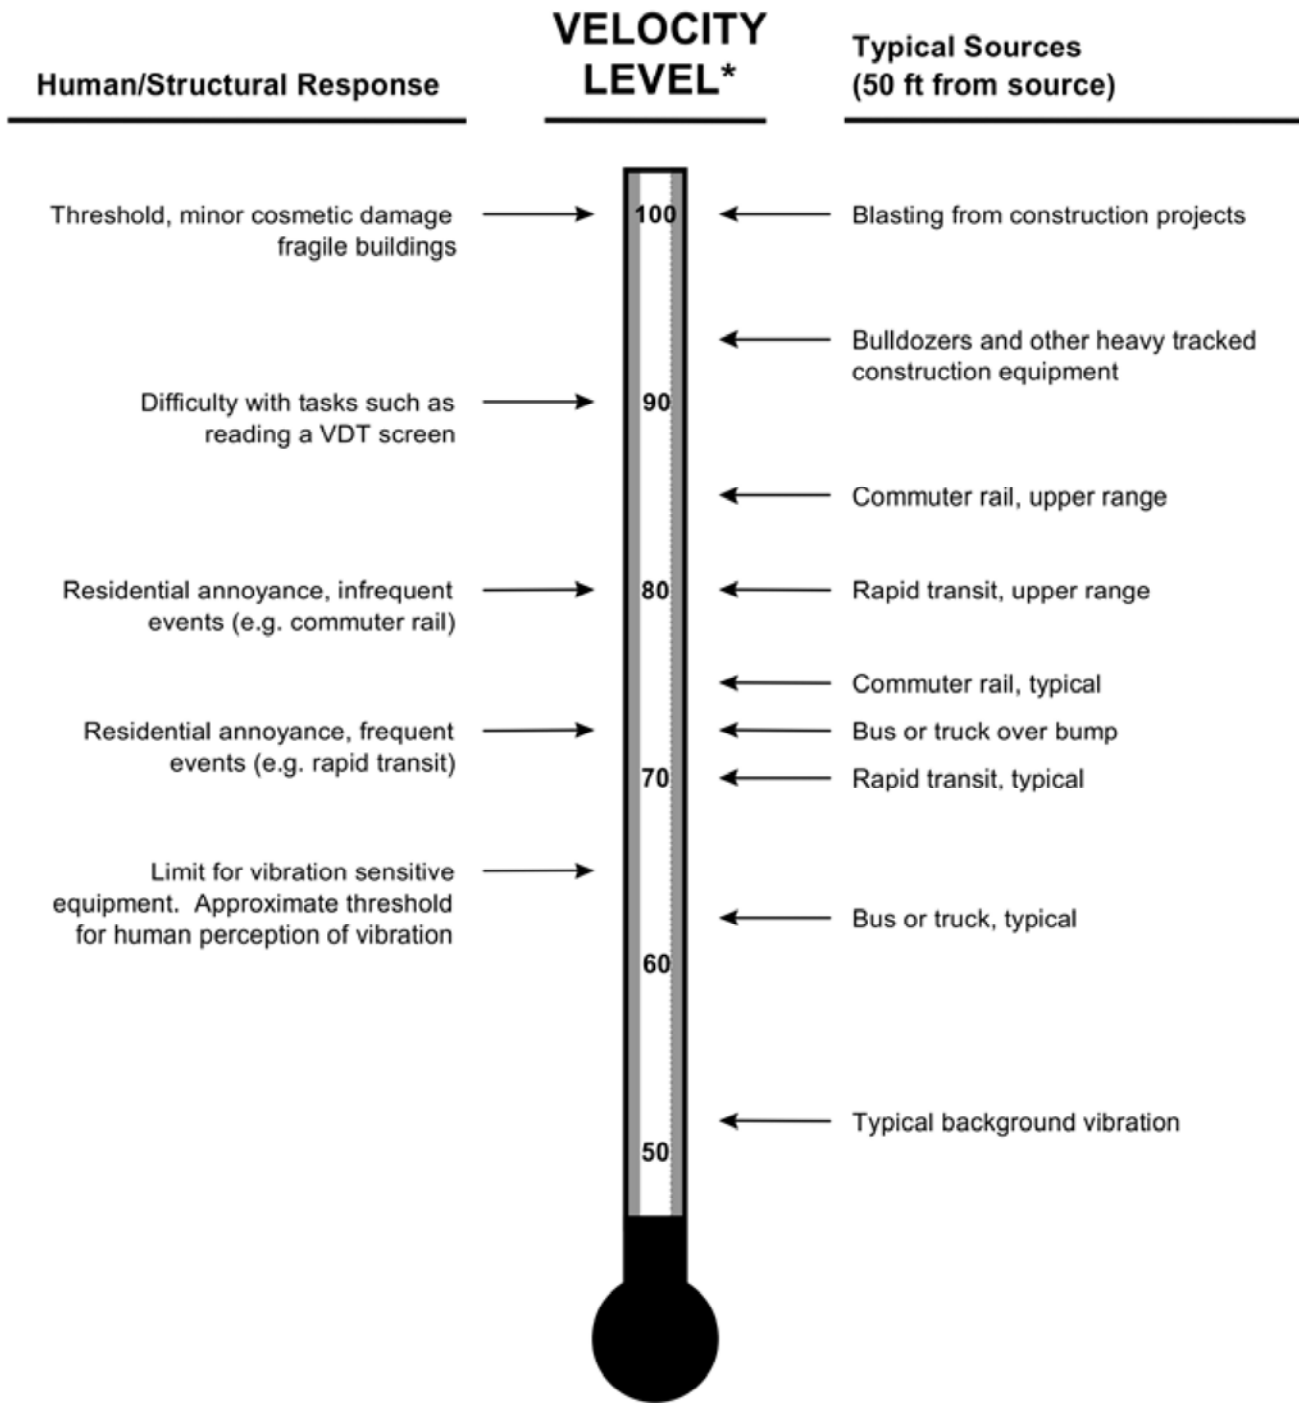 Human/Structural Response
VELOCITY
LEVEL*
Typical Sources
(50 ft from source)
Threshold, minor cosmetic damage
fragile buildings
100
Blasting from construction projects
Bulldozers and other heavy tracked
construction equipment
Difficulty with tasks such as
reading a VDT screen
90
Commuter rail, upper range
Residential annoyance, infrequent
events (e.g. commuter rail)
80
Rapid transit, upper range
Commuter rail, typical
Residential annoyance, frequent
events (e.g. rapid transit)
Bus or truck over bump
70
Rapid transit, typical
Limit for vibration sensitive
equipment. Approximate threshold
for human perception of vibration
Bus or truck, typical
60
Typical background vibration
50